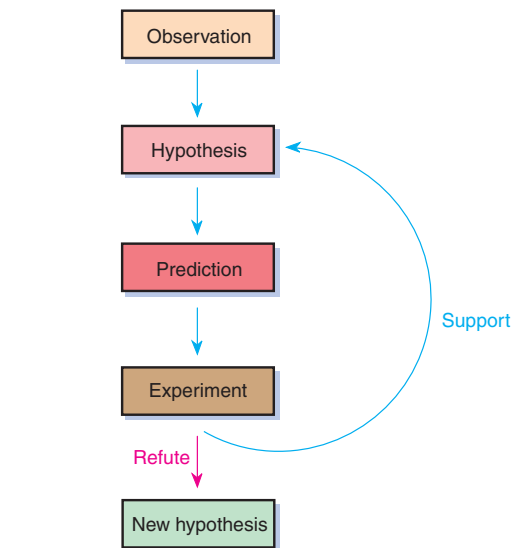 Observation
Hypothesis
Prediction
Support
Experiment
Refute
New hypothesis